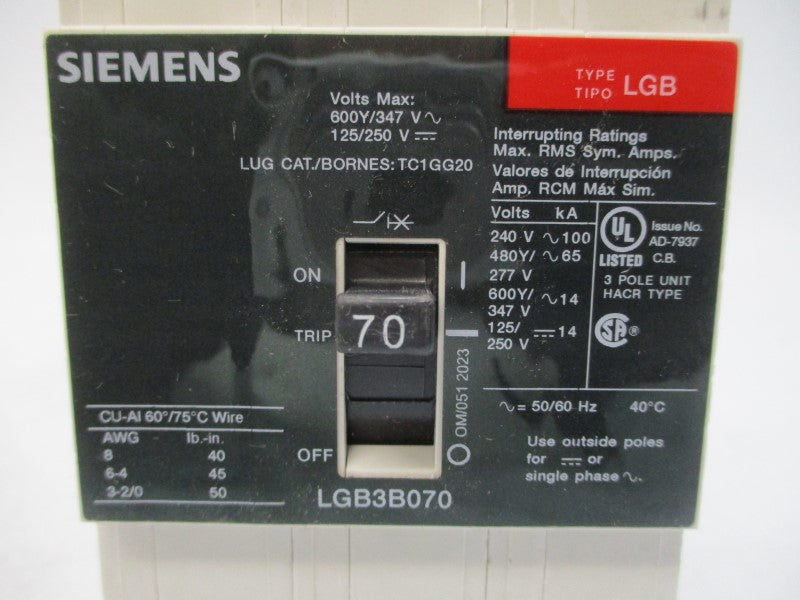 SIEMENS
TYPE
TIPO LGB
Volts Max:
600Y/347 V ∿
125/250 V ⎓
LUG CAT./BORNES: TC1GG20
Interrupting Ratings
Max. RMS Sym. Amps.
Valores de Interrupción
Amp. RCM Máx Sim.
Volts kA
240 V ∿ 100
480Y/ ∿ 65
277 V
600Y/ ∿ 14
347 V
125/ ⎓ 14
250 V
UL
LISTED
Issue No.
AD-7937
C.B.
3 POLE UNIT
HACR TYPE
SA ®
∿ = 50/60 Hz 40°C
Use outside poles
for ⎓ or
single phase ∿.
ON
TRIP
70
OFF
OM/051 2023
LGB3B070
CU-Al 60°/75°C Wire
AWG lb.-in.
8 40
6-4 45
3-2/0 50